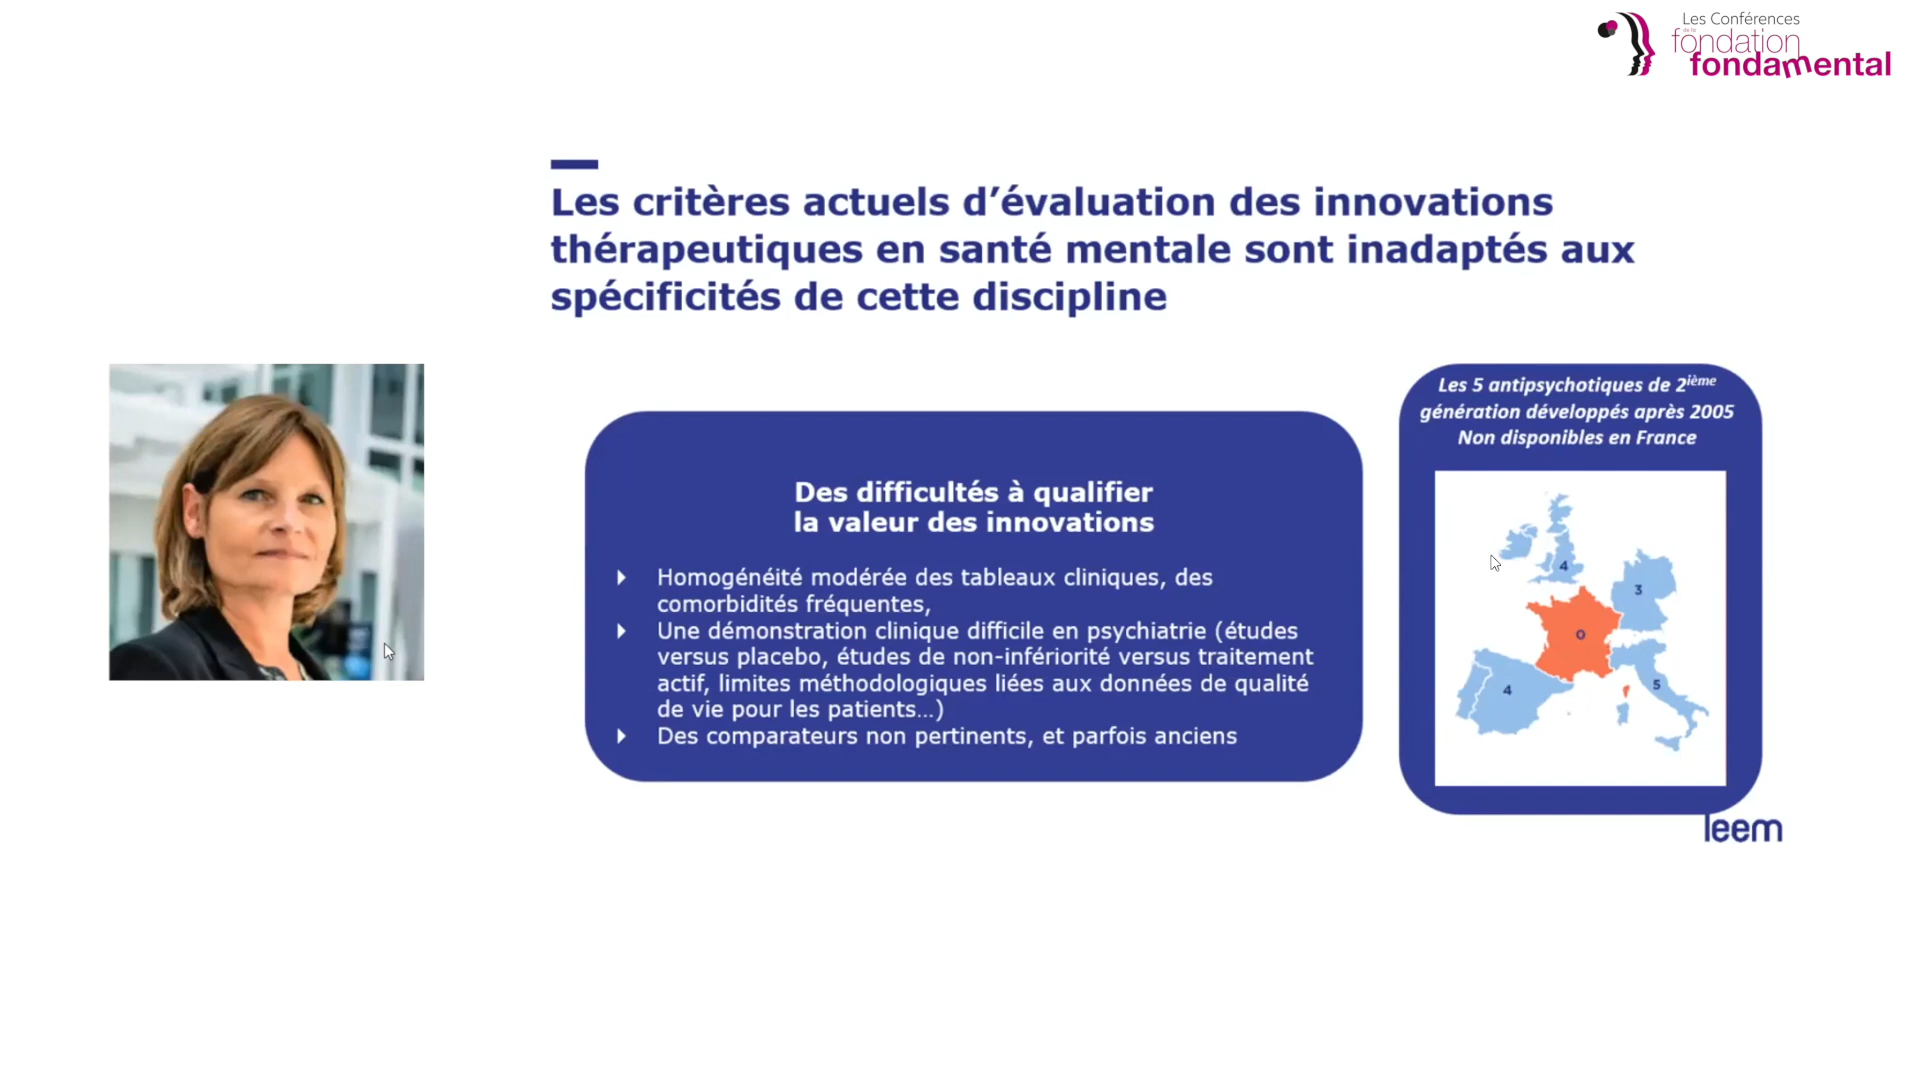 Les Conférences
de la
fondation
fondamental
Les critères actuels d’évaluation des innovations
thérapeutiques en santé mentale sont inadaptés aux
spécificités de cette discipline
Des difficultés à qualifier
la valeur des innovations
Homogénéité modérée des tableaux cliniques, des
comorbidités fréquentes,
Une démonstration clinique difficile en psychiatrie (études
versus placebo, études de non-infériorité versus traitement
actif, limites méthodologiques liées aux données de qualité
de vie pour les patients…)
Des comparateurs non pertinents, et parfois anciens
Les 5 antipsychotiques de 2ième
génération développés après 2005
Non disponibles en France
4
3
0
5
4
leem